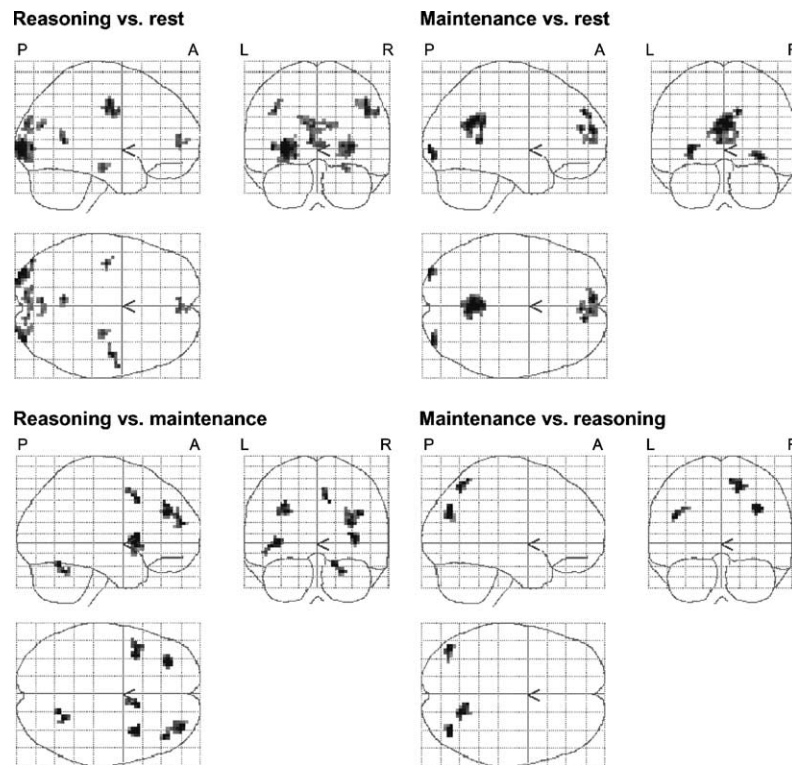 Reasoning vs. rest
P A L R
Maintenance vs. rest
P A L R
Reasoning vs. maintenance
P A L R
Maintenance vs. reasoning
P A L R